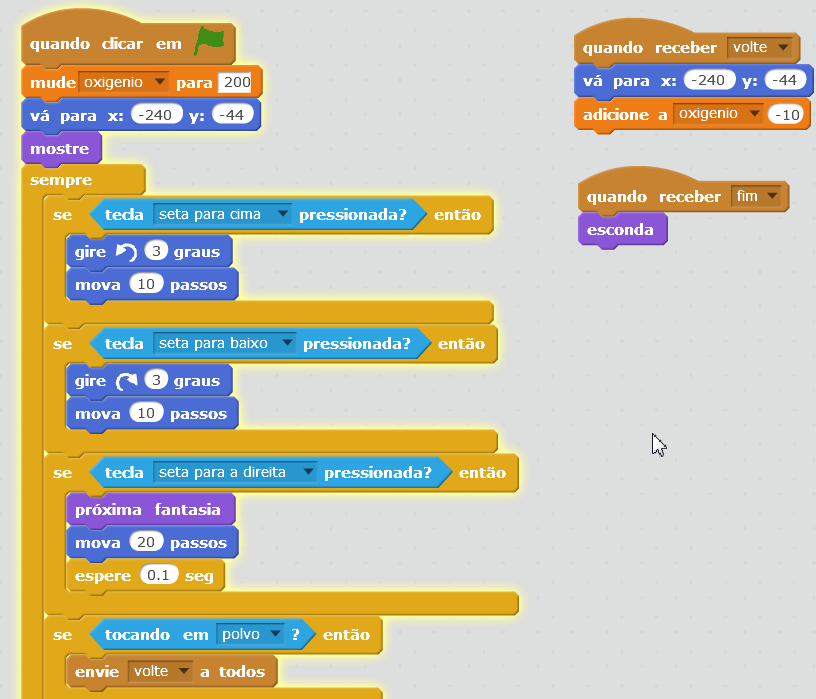 quando clicar em
mude oxigenio para 200
vá para x: -240 y: -44
mostre
sempre
se tecla seta para cima pressionada? então
gire 3 graus
mova 10 passos
se tecla seta para baixo pressionada? então
gire 3 graus
mova 10 passos
se tecla seta para a direita pressionada? então
próxima fantasia
mova 20 passos
espere 0.1 seg
se tocando em polvo ? então
envie volte a todos
quando receber volte
vá para x: -240 y: -44
adicione a oxigenio -10
quando receber fim
esconda